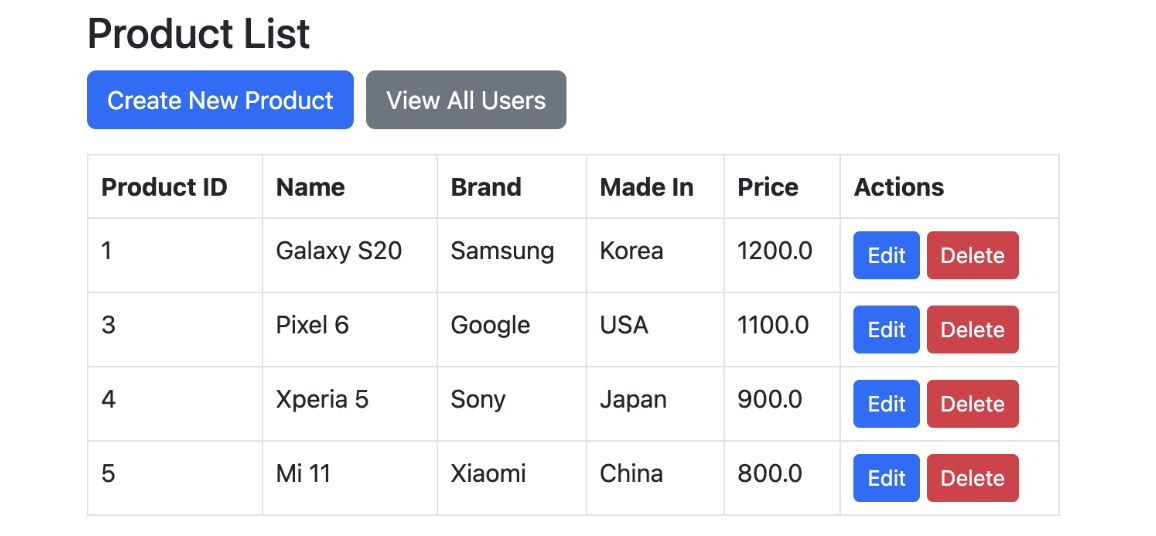 Product List
Create New Product View All Users
Product ID Name Brand Made In Price Actions
1 Galaxy S20 Samsung Korea 1200.0 Edit Delete
3 Pixel 6 Google USA 1100.0 Edit Delete
4 Xperia 5 Sony Japan 900.0 Edit Delete
5 Mi 11 Xiaomi China 800.0 Edit Delete